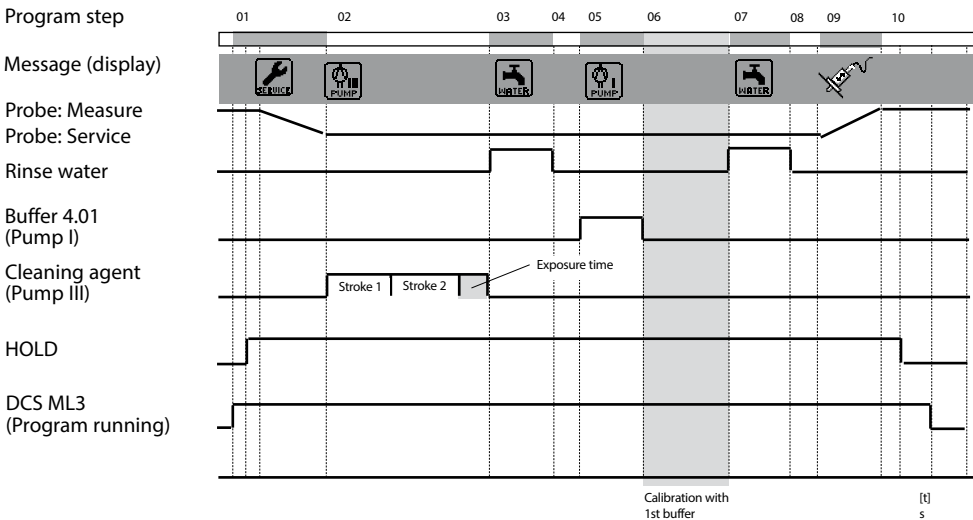 Program step 01 02 03 04 05 06 07 08 09 10
Message (display) SERVICE PUMP WATER PUMP WATER
Probe: Measure
Probe: Service
Rinse water
Buffer 4.01
(Pump I)
Cleaning agent
(Pump III)
Stroke 1 Stroke 2 Exposure time
HOLD
DCS ML3
(Program running)
Calibration with
1st buffer
[t]
s